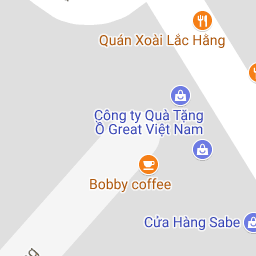 Quán Xoài Lắc Hằng
Công ty Quà Tặng
Ô Great Việt Nam
Bobby coffee
Cửa Hàng Sabe